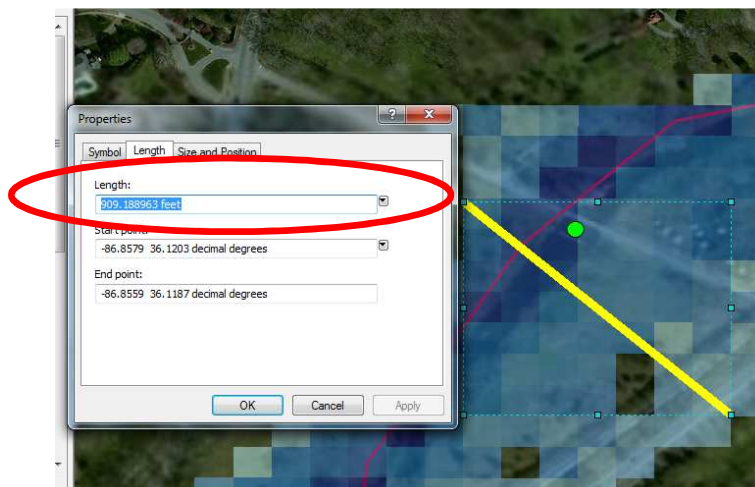 Properties
Symbol Length Size and Position
Length:
909.188963 feet
Start point:
-86.8579 36.1203 decimal degrees
End point:
-86.8559 36.1187 decimal degrees
OK Cancel Apply